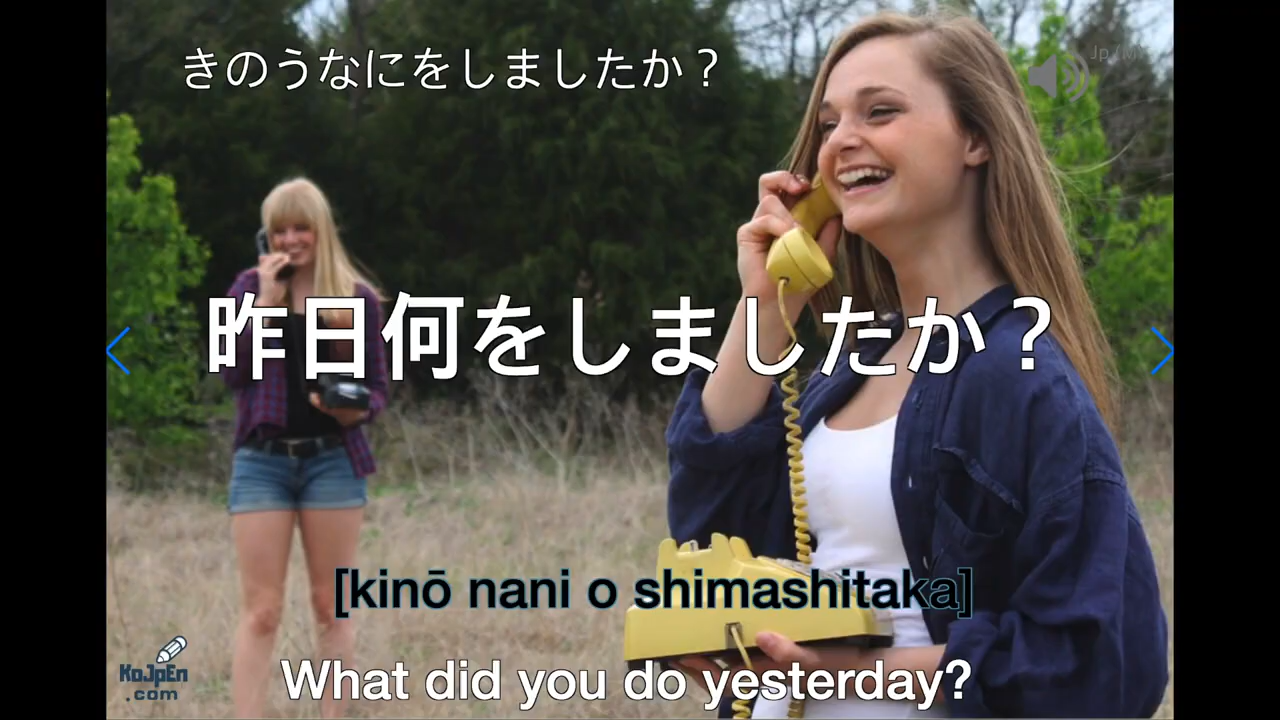 きのうなにをしましたか？
昨日何をしましたか？
[kinō nani o shimashitaka]
What did you do yesterday?
KoJpEn
.com